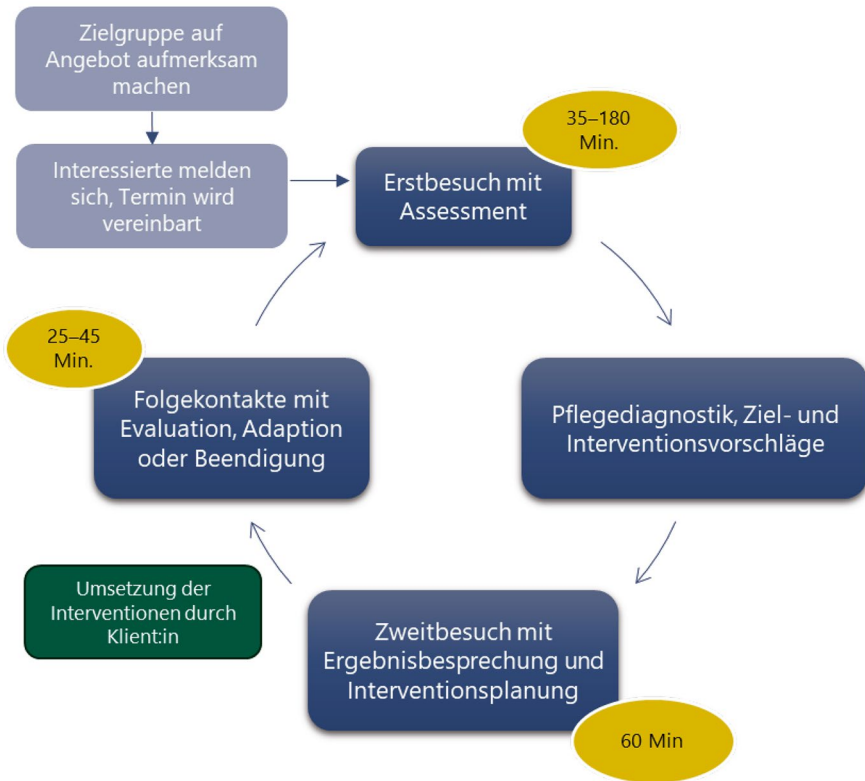 Zielgruppe auf
Angebot aufmerksam
machen
Interessierte melden
sich, Termin wird
vereinbart
35–180
Min.
Erstbesuch mit
Assessment
Pflegediagnostik, Ziel- und
Interventionsvorschläge
Zweitbesuch mit
Ergebnisbesprechung und
Interventionsplanung
60 Min
Umsetzung der
Interventionen durch
Klient:in
25–45
Min.
Folgekontakte mit
Evaluation, Adaption
oder Beendigung